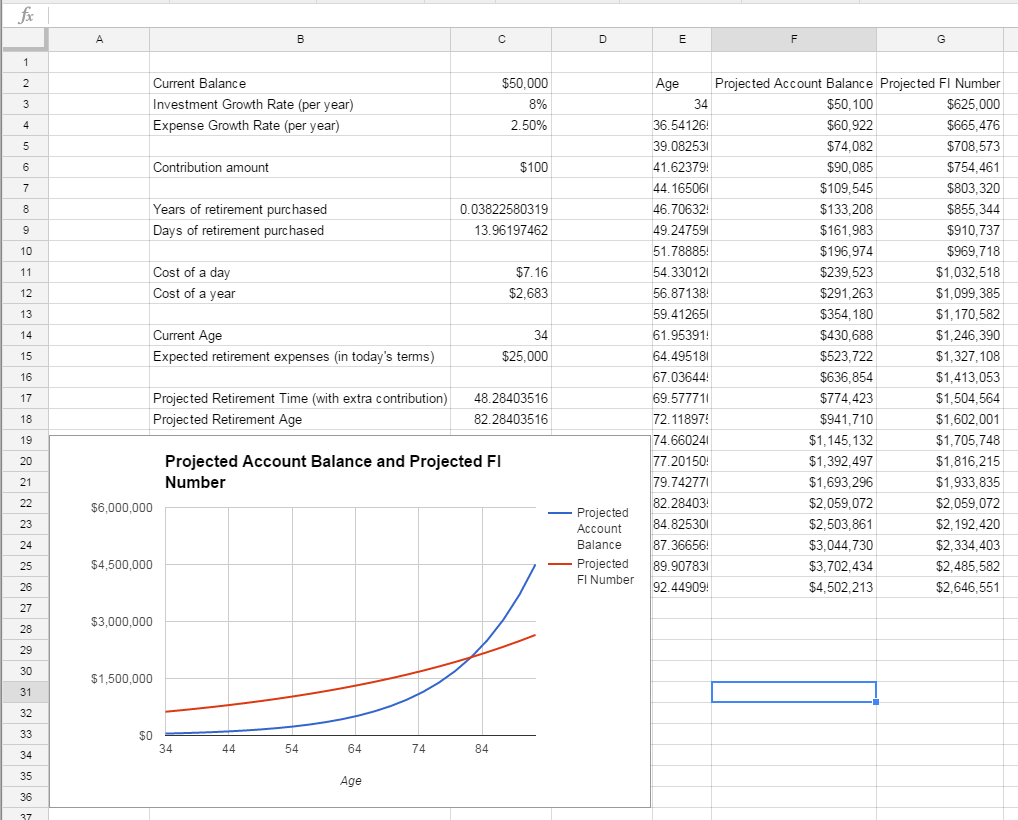 fx
A B C D E F G
1
2 Current Balance $50,000 Age Projected Account Balance Projected FI Number
3 Investment Growth Rate (per year) 8% 34 $50,100 $625,000
4 Expense Growth Rate (per year) 2.50% 36.54126 $60,922 $665,476
5 39.08253 $74,082 $708,573
6 Contribution amount $100 41.62379 $90,085 $754,461
7 44.16506 $109,545 $803,320
8 Years of retirement purchased 0.03822580319 46.70632 $133,208 $855,344
9 Days of retirement purchased 13.96197462 49.24759 $161,983 $910,737
10 51.78885 $196,974 $969,718
11 Cost of a day $7.16 54.33012 $239,523 $1,032,518
12 Cost of a year $2,683 56.87138 $291,263 $1,099,385
13 59.41265 $354,180 $1,170,582
14 Current Age 34 61.95391 $430,688 $1,246,390
15 Expected retirement expenses (in today's terms) $25,000 64.49518 $523,722 $1,327,108
16 67.03644 $636,854 $1,413,053
17 Projected Retirement Time (with extra contribution) 48.28403516 69.57771 $774,423 $1,504,564
18 Projected Retirement Age 82.28403516 72.11897 $941,710 $1,602,001
19 74.66024 $1,145,132 $1,705,748
20 77.20150 $1,392,497 $1,816,215
21 79.74277 $1,693,296 $1,933,835
22 82.28403 $2,059,072 $2,059,072
23 84.82530 $2,503,861 $2,192,420
24 87.36656 $3,044,730 $2,334,403
25 89.90783 $3,702,434 $2,485,582
26 92.44909 $4,502,213 $2,646,551
27
28
29
30
31
32
33
34
35
36
37
Projected Account Balance and Projected FI
Number
$6,000,000
$4,500,000
$3,000,000
$1,500,000
$0
34 44 54 64 74 84
Age
Projected
Account
Balance
Projected
FI Number